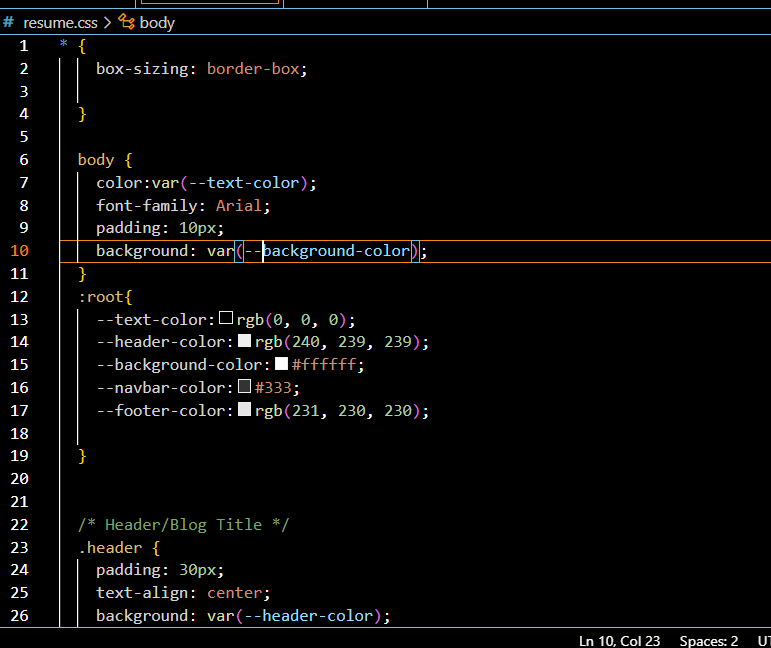 # resume.css > body
1 * {
2 box-sizing: border-box;
3
4 }
5
6 body {
7 color:var(--text-color);
8 font-family: Arial;
9 padding: 10px;
10 background: var(--background-color);
11 }
12 :root{
13 --text-color:rgb(0, 0, 0);
14 --header-color:rgb(240, 239, 239);
15 --background-color:#ffffff;
16 --navbar-color:#333;
17 --footer-color:rgb(231, 230, 230);
18
19 }
20
21
22 /* Header/Blog Title */
23 .header {
24 padding: 30px;
25 text-align: center;
26 background: var(--header-color);
Ln 10, Col 23 Spaces: 2